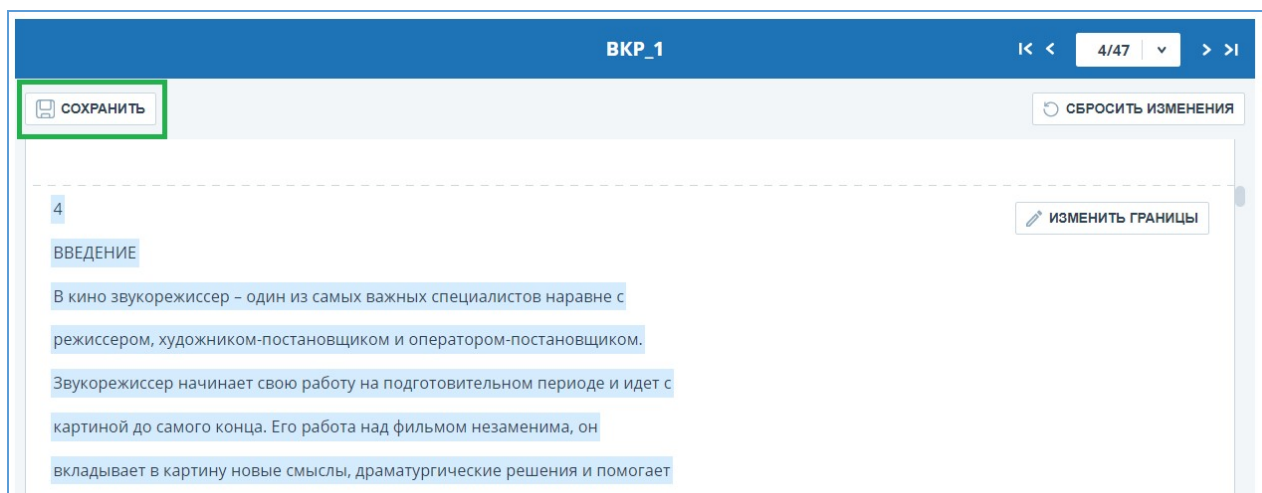 ВКР_1
4/47
СОХРАНИТЬ
СБРОСИТЬ ИЗМЕНЕНИЯ
4
ИЗМЕНИТЬ ГРАНИЦЫ
ВВЕДЕНИЕ
В кино звукорежиссер – один из самых важных специалистов наравне с
режиссером, художником-постановщиком и оператором-постановщиком.
Звукорежиссер начинает свою работу на подготовительном периоде и идет с
картиной до самого конца. Его работа над фильмом незаменима, он
вкладывает в картину новые смыслы, драматургические решения и помогает